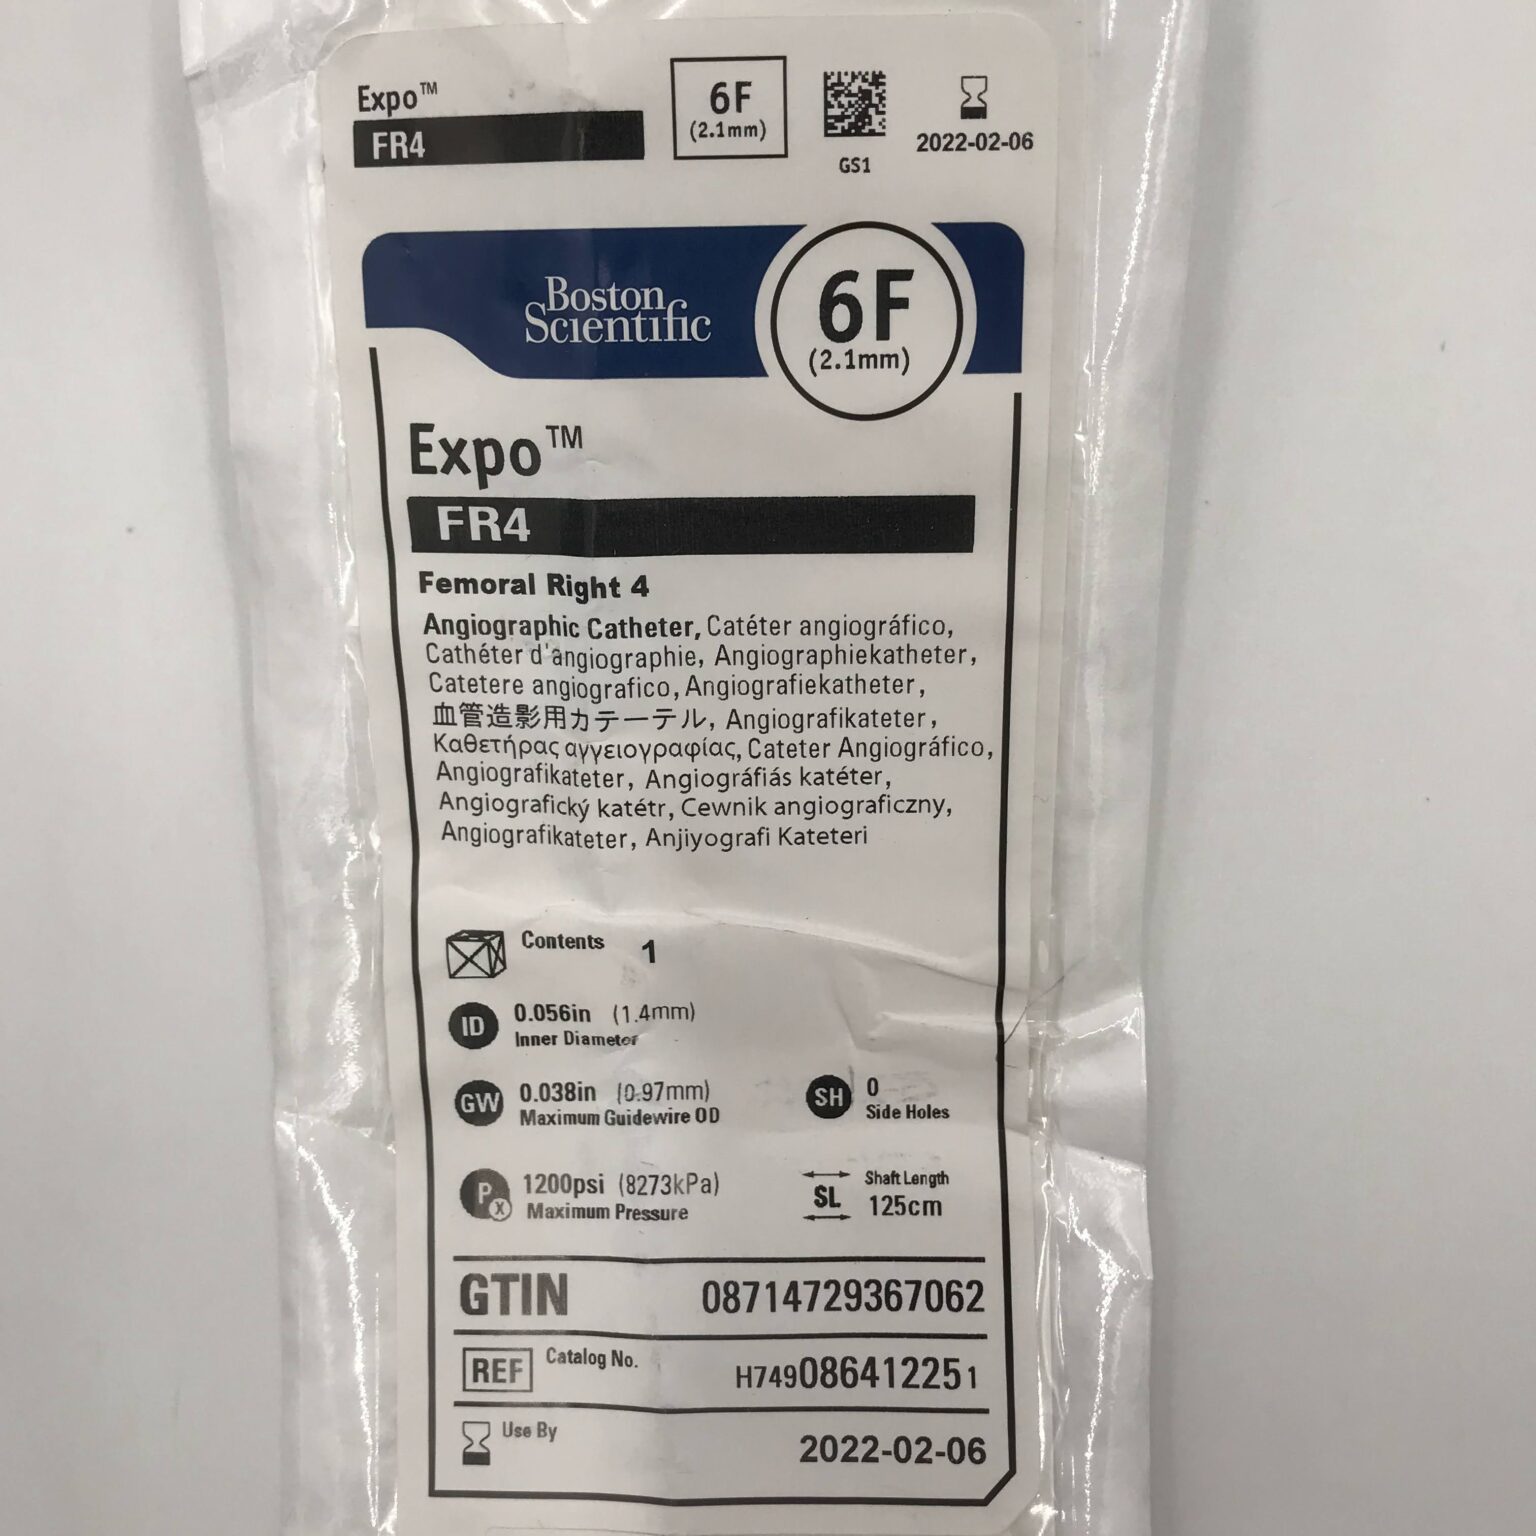 Expo™
FR4
6F
(2.1mm)
GS1
2022-02-06
Boston
Scientific
6F
(2.1mm)
Expo™
FR4
Femoral Right 4
Angiographic Catheter, Catéter angiográfico,
Cathéter d'angiographie, Angiographiekatheter,
Catetere angiografico, Angiografiekatheter,
血管造影用カテーテル, Angiografikateter,
Καθετήρας αγγειογραφίας, Cateter Angiográfico,
Angiografikateter, Angiográfiás katéter,
Angiografický katétr, Cewnik angiograficzny,
Angiografikateter, Anjiyografi Kateteri
Contents 1
ID 0.056in (1.4mm)
Inner Diameter
GW 0.038in (0.97mm)
Maximum Guidewire OD
SH 0
Side Holes
PX 1200psi (8273kPa)
Maximum Pressure
SL Shaft Length
125cm
GTIN 08714729367062
REF Catalog No. H749086412251
Use By 2022-02-06